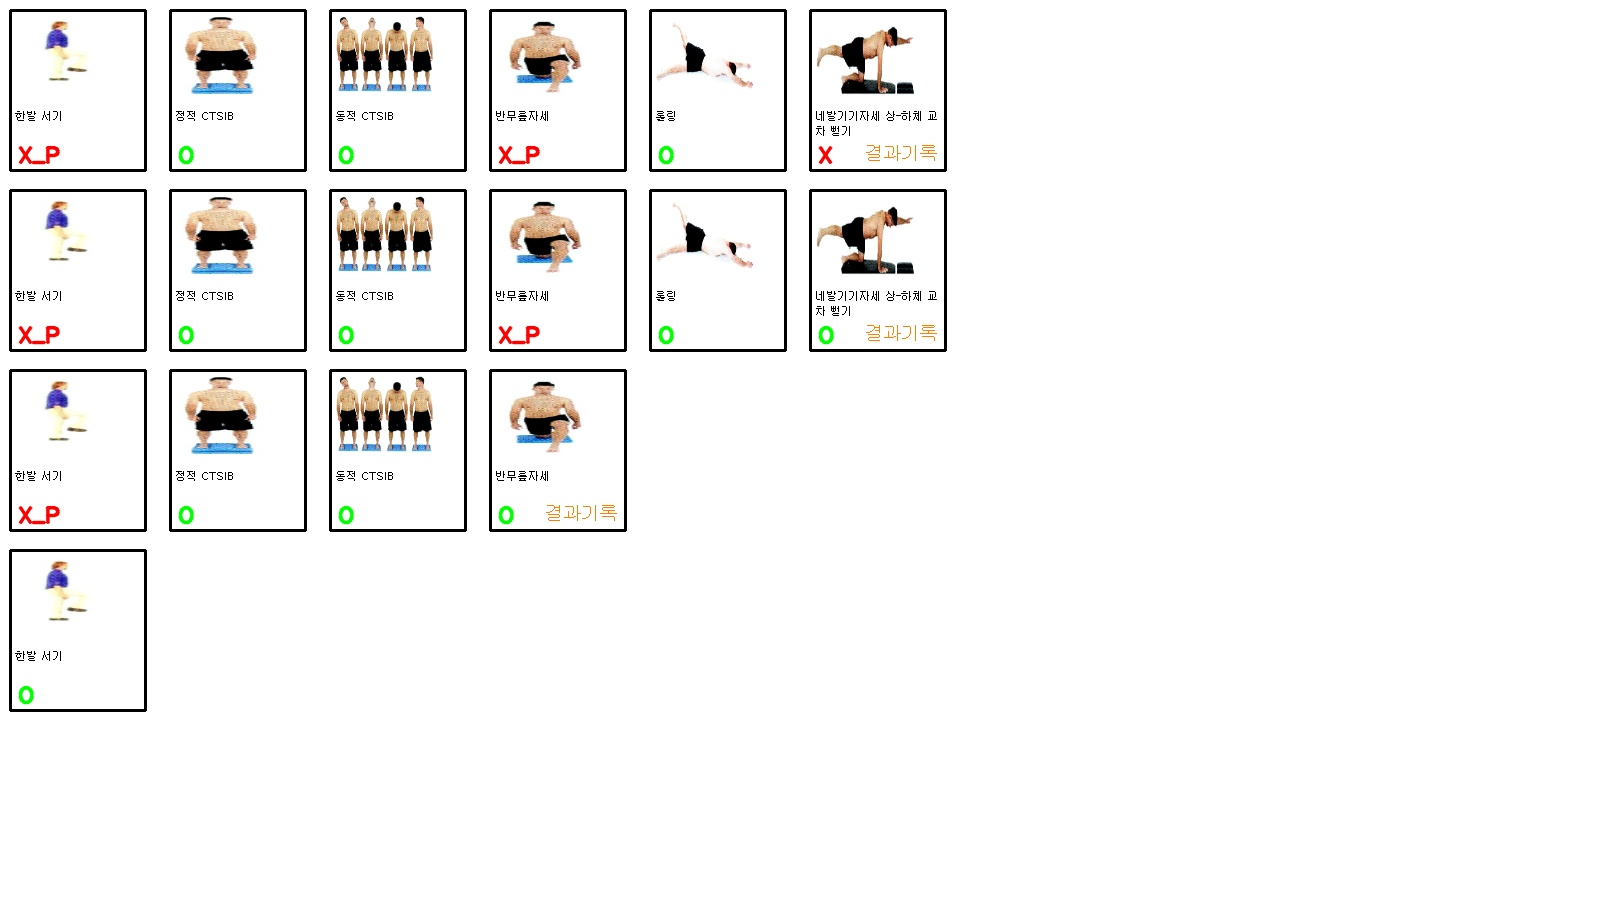 한발 서기
정적 CTSIB
동적 CTSIB
반무릎자세
롤링
네발기기자세 상-하체 교
차 뻗기
X_P
O
O
X_P
O
X
결과기록
한발 서기
정적 CTSIB
동적 CTSIB
반무릎자세
롤링
네발기기자세 상-하체 교
차 뻗기
X_P
O
O
X_P
O
O
결과기록
한발 서기
정적 CTSIB
동적 CTSIB
반무릎자세
X_P
O
O
O
결과기록
한발 서기
O